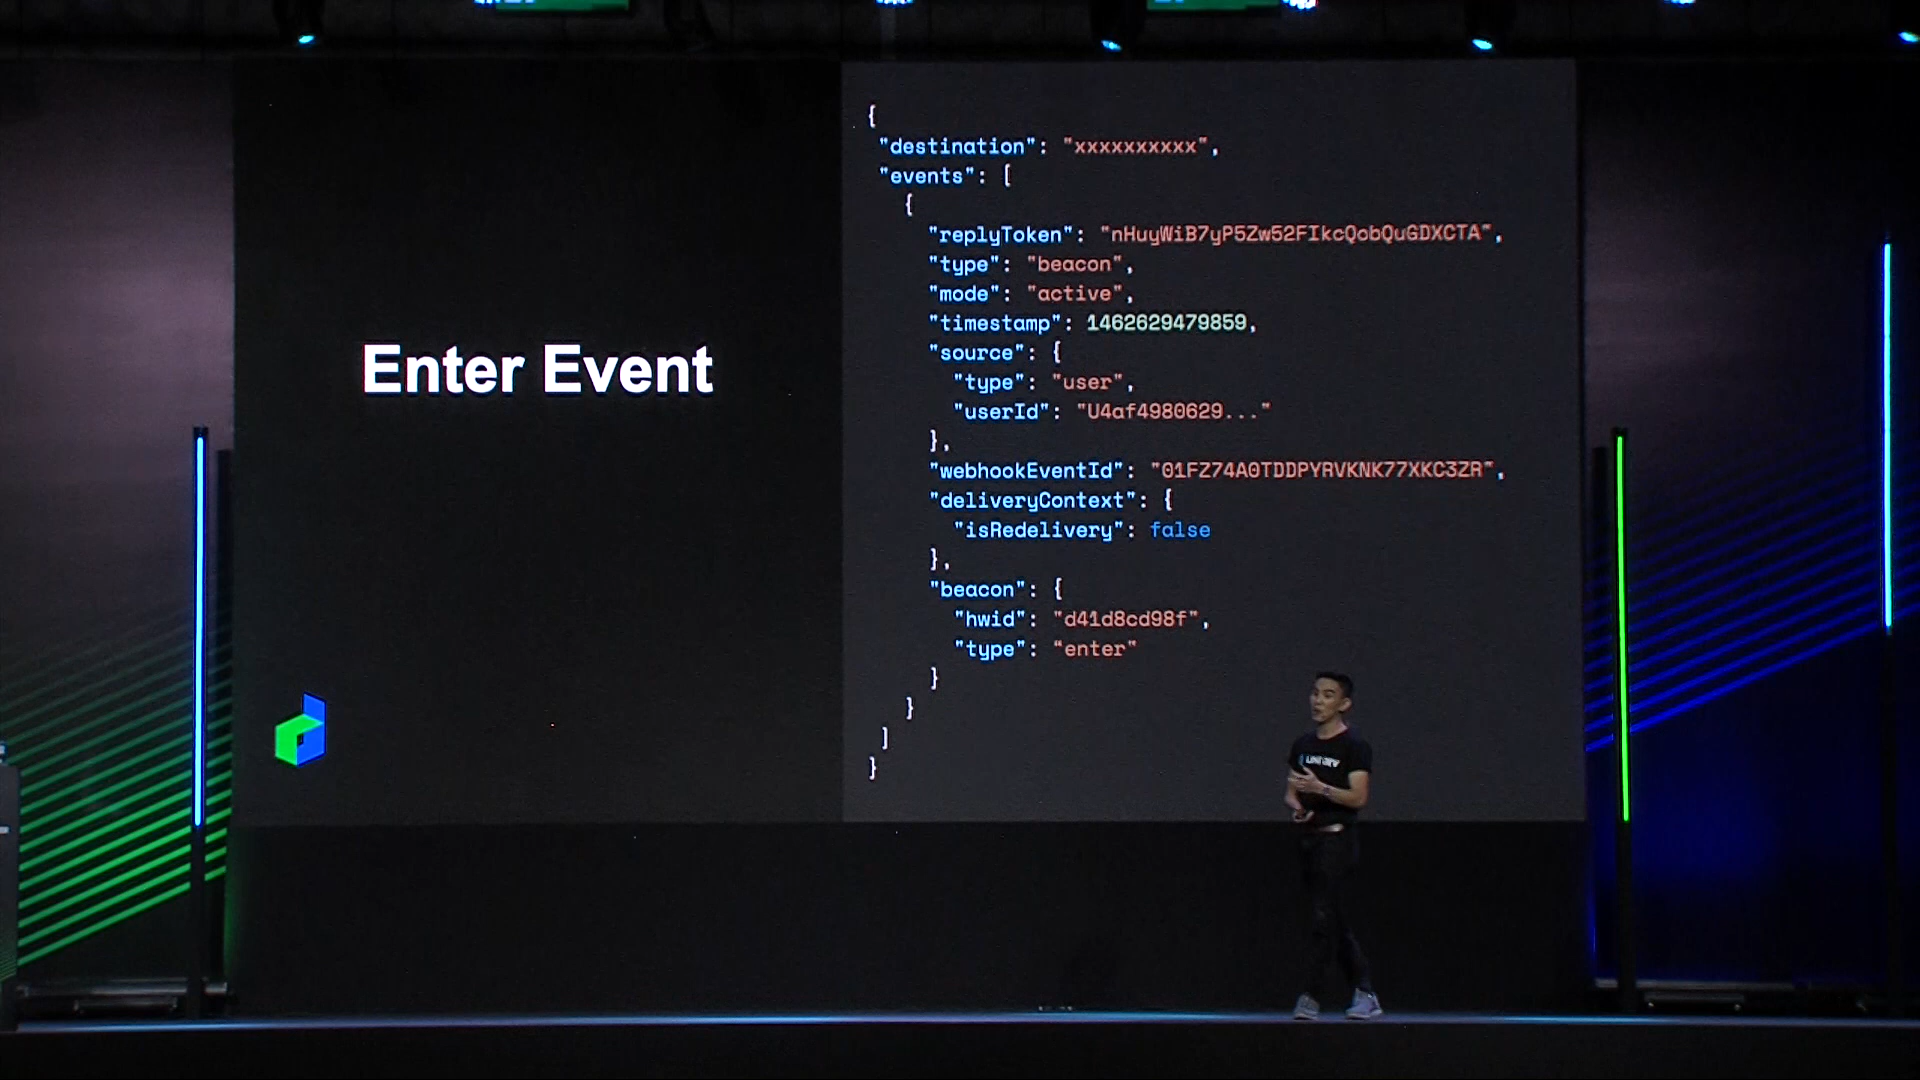 Enter Event
{
"destination": "xxxxxxxxxx",
"events": [
{
"replyToken": "nHuyWiB7yP5Zw52FIkcQobQuGDXCTA",
"type": "beacon",
"mode": "active",
"timestamp": 1462629479859,
"source": {
"type": "user",
"userId": "U4af4980629..."
},
"webhookEventId": "01FZ74A0TDDPYRVKNK77XKC3ZR",
"deliveryContext": {
"isRedelivery": false
},
"beacon": {
"hwid": "d41d8cd98f",
"type": “enter"
}
}
]
}